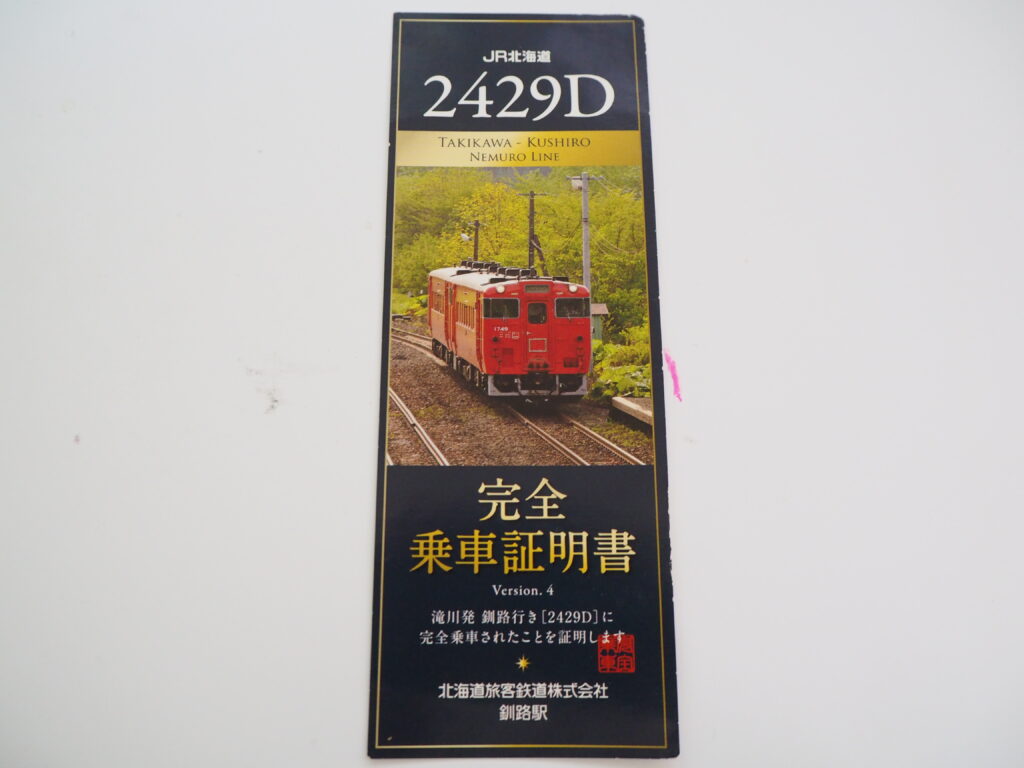 JR北海道
2429D
TAKIKAWA - KUSHIRO
NEMURO LINE
完全
乗車証明書
Version. 4
滝川発 釧路行き[2429D]に
完全乗車されたことを証明します
北海道旅客鉄道株式会社
釧路駅